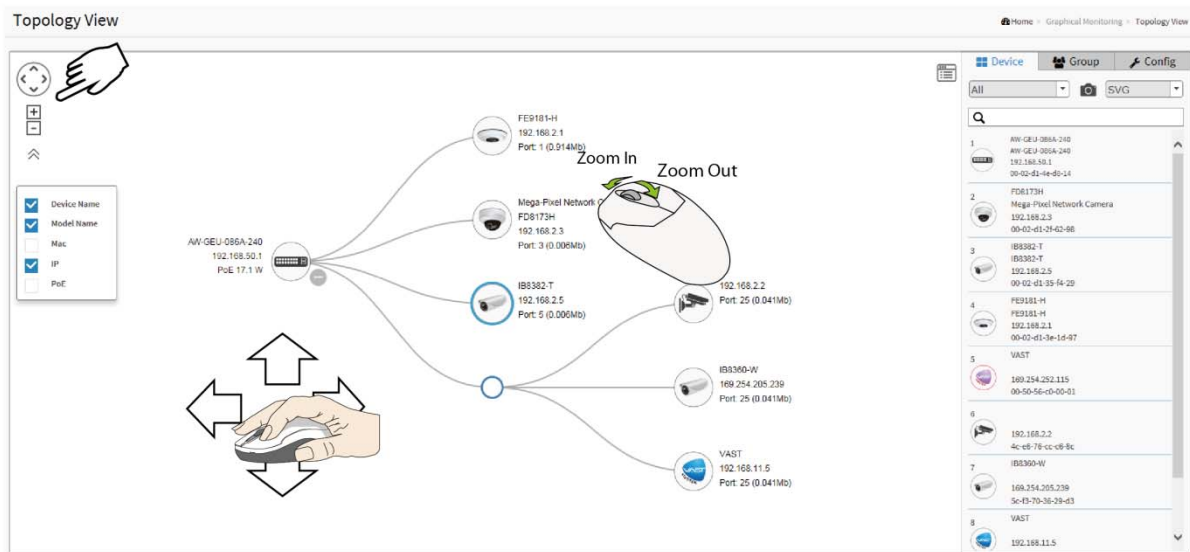 Topology View
Home > Graphical Monitoring > Topology View
Device Group Config
All SVG
Device Name
Model Name
Mac
IP
PoE
AW-GEU-086A-240
192.168.50.1
PoE 17.1 W
FE9181-H
192.168.2.1
Port: 1 (0.914Mb)
Zoom In
Zoom Out
Mega-Pixel Network
FD8173H
192.168.2.3
Port: 3 (0.006Mb)
IB8382-T
192.168.2.5
Port: 5 (0.006Mb)
192.168.2.2
Port: 25 (0.041Mb)
IB8360-W
169.254.205.239
Port: 25 (0.041Mb)
VAST
192.168.11.5
Port: 25 (0.041Mb)
1
AW-GEU-086A-240
AW-GEU-086A-240
192.168.50.1
00-02-d1-4e-d0-14
2
FD8173H
Mega-Pixel Network Camera
192.168.2.3
00-02-d1-2f-62-98
3
IB8382-T
IB8382-T
192.168.2.5
00-02-d1-35-f4-29
4
FE9181-H
FE9181-H
192.168.2.1
00-02-d1-3e-1d-97
5
VAST
169.254.252.115
00-50-56-c0-00-01
6
192.168.2.2
4c-e6-76-cc-c6-8c
7
IB8360-W
169.254.205.239
5c-f3-70-36-29-d3
8
VAST
192.168.11.5